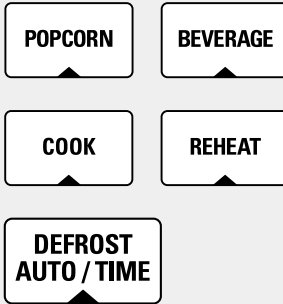 POPCORN
BEVERAGE
COOK
REHEAT
DEFROST
AUTO / TIME